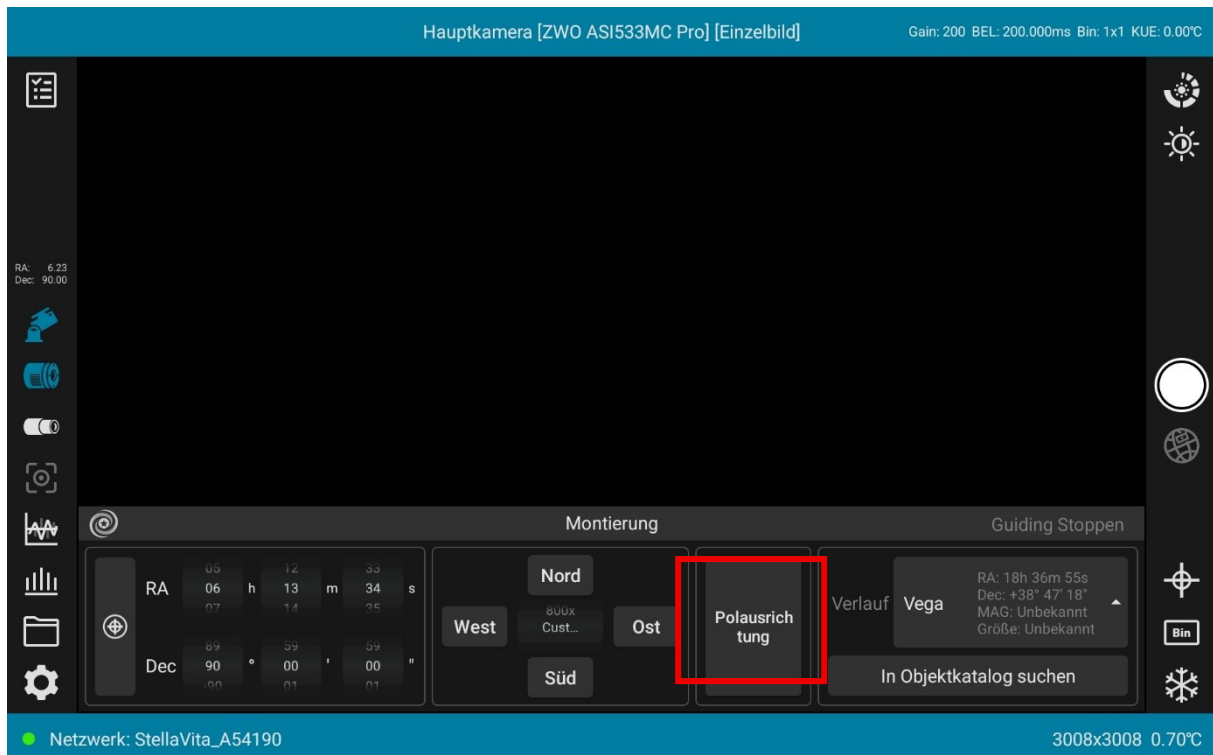 Hauptkamera [ZWO ASI533MC Pro] [Einzelbild]
Gain: 200 BEL: 200.000ms Bin: 1x1 KUE: 0.00°C
RA: 6.23
Dec: 90.00
Montierung
Guiding Stoppen
05 12 33
RA 06 h 13 m 34 s
07 14 35
89 59 59
Dec 90 ° 00 ' 00 "
-90 01 01
Nord
West
800x
Cust...
Ost
Süd
Polausrich
tung
Verlauf
Vega
RA: 18h 36m 55s
Dec: +38° 47' 18"
MAG: Unbekannt
Größe: Unbekannt
In Objektkatalog suchen
Bin
Netzwerk: StellaVita_A54190
3008x3008 0.70°C